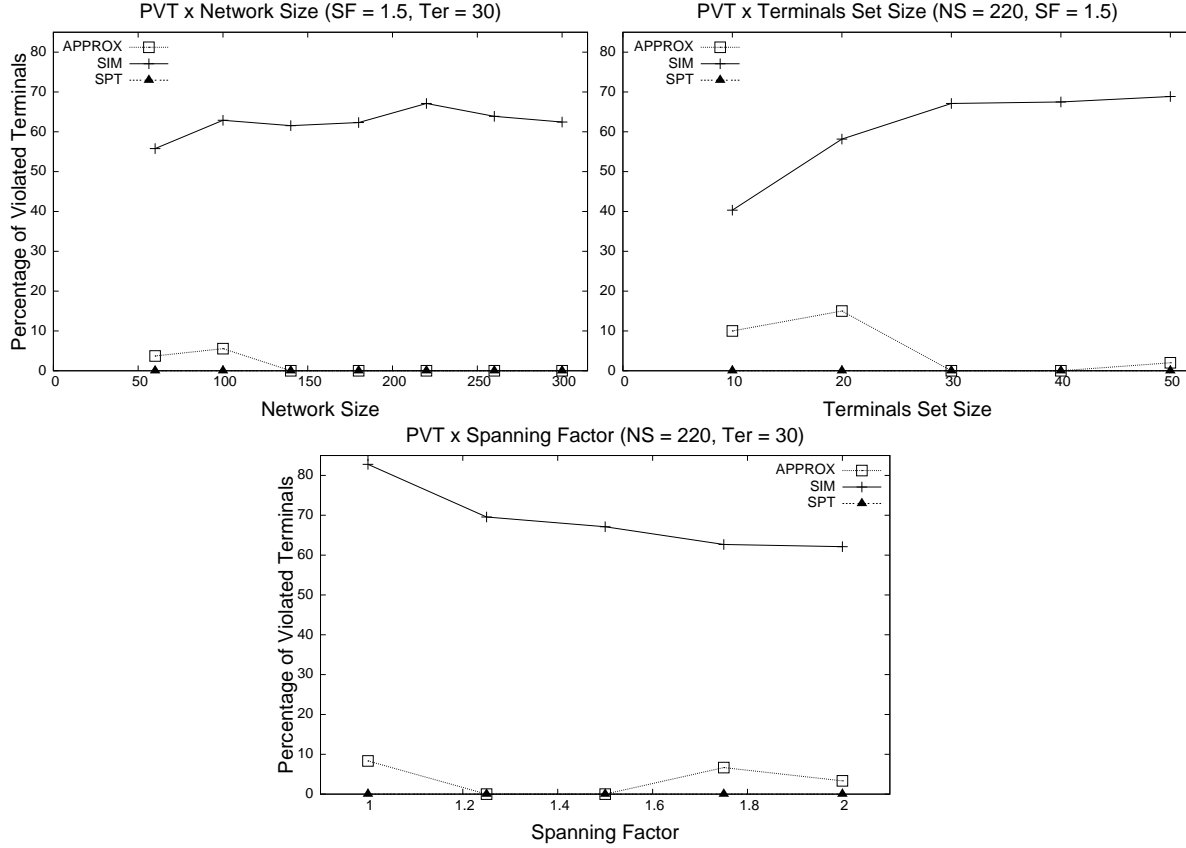 PVT x Network Size (SF = 1.5, Ter = 30)
Percentage of Violated Terminals
80
70
60
50
40
30
20
10
0
APPROX
SIM
SPT
0 50 100 150 200 250 300
Network Size
PVT x Terminals Set Size (NS = 220, SF = 1.5)
80
70
60
50
40
30
20
10
0
APPROX
SIM
SPT
0 10 20 30 40 50
Terminals Set Size
PVT x Spanning Factor (NS = 220, Ter = 30)
Percentage of Violated Terminals
80
70
60
50
40
30
20
10
0
APPROX
SIM
SPT
1 1.2 1.4 1.6 1.8 2
Spanning Factor